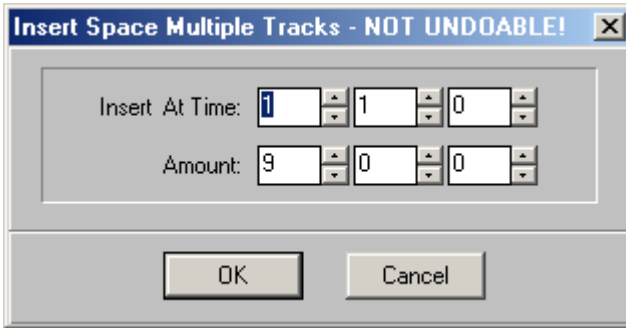 Insert Space Multiple Tracks - NOT UNDOABLE!
Insert At Time: 1 1 0
Amount: 9 0 0
OK Cancel